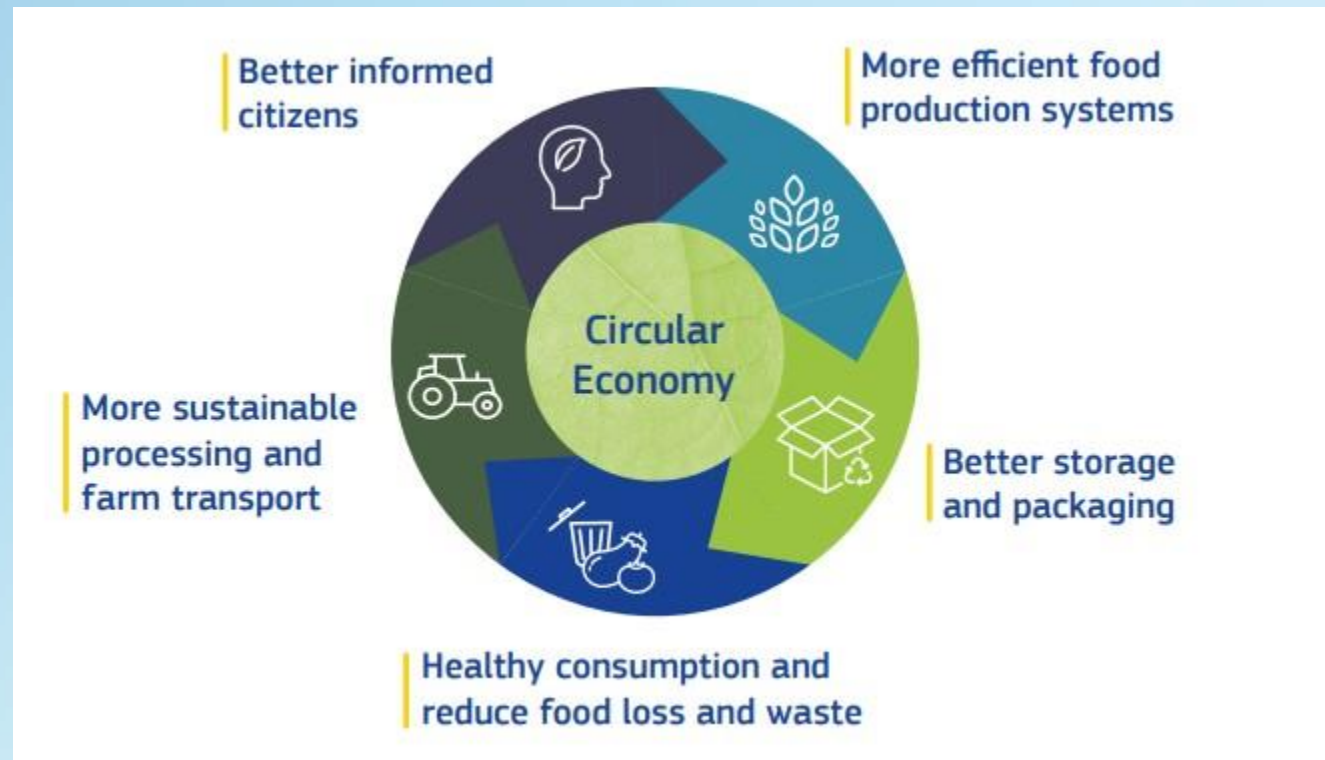 Better informed
citizens
More efficient food
production systems
Circular
Economy
More sustainable
processing and
farm transport
Better storage
and packaging
Healthy consumption and
reduce food loss and waste